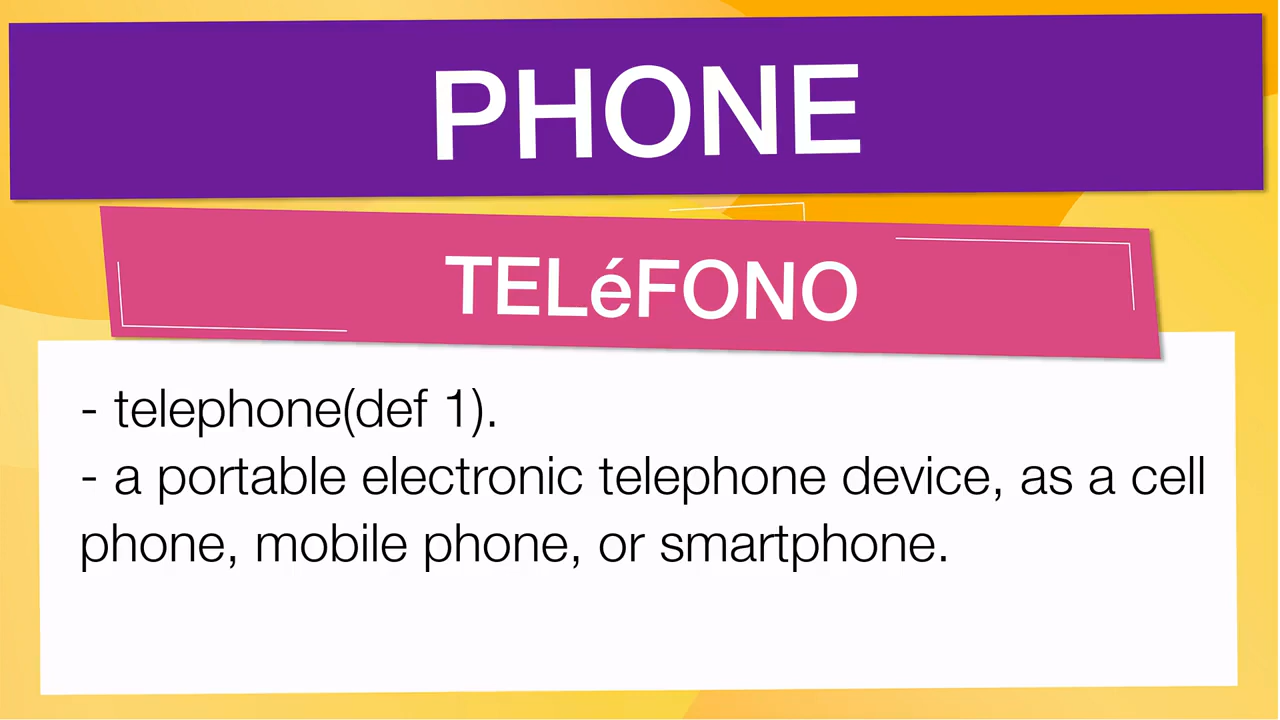 PHONE
TELéFONO
- telephone(def 1).
- a portable electronic telephone device, as a cell
phone, mobile phone, or smartphone.